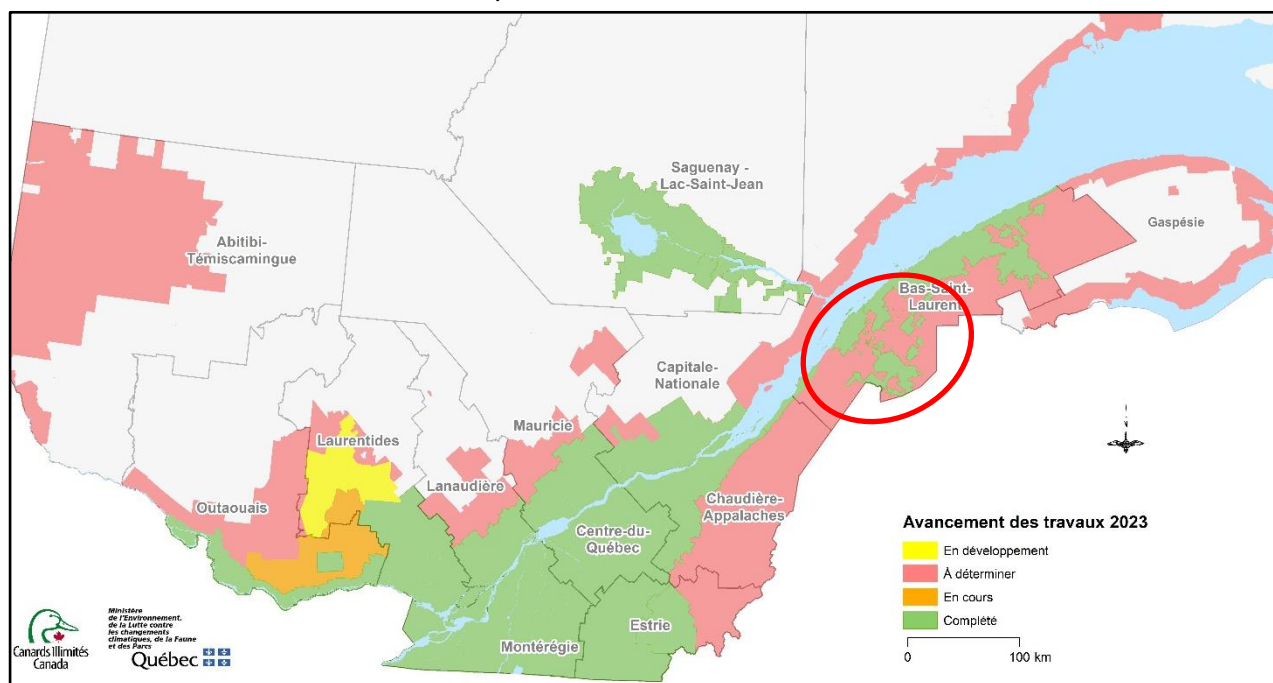 Saguenay -
Lac-Saint-Jean
Gaspésie
Abitibi-
Témiscamingue
Bas-Saint-
Laurent
Capitale-
Nationale
Mauricie
Laurentides
Lanaudière
Outaouais
Chaudière-
Appalaches
Centre-du-
Québec
Estrie
Montérégie
Avancement des travaux 2023
En développement
À déterminer
En cours
Complété
0 100 km
Canards Illimités
Canada
Ministère
de l'Environnement,
de la Lutte contre
les changements
climatiques, de la Faune
et des Parcs
Québec